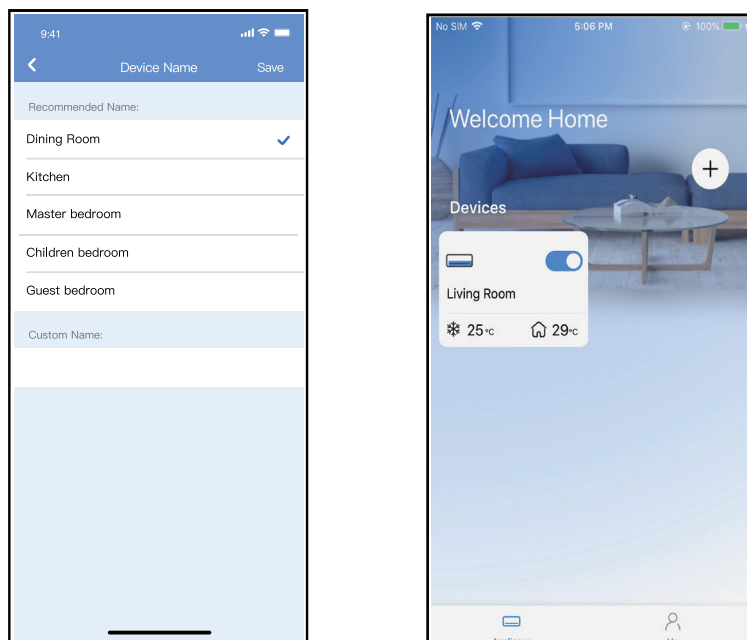 9:41
Device Name
Save
Recommended Name:
Dining Room
Kitchen
Master bedroom
Children bedroom
Guest bedroom
Custom Name:
No SIM
5:06 PM
100%
Welcome Home
Devices
Living Room
25°C
29°C